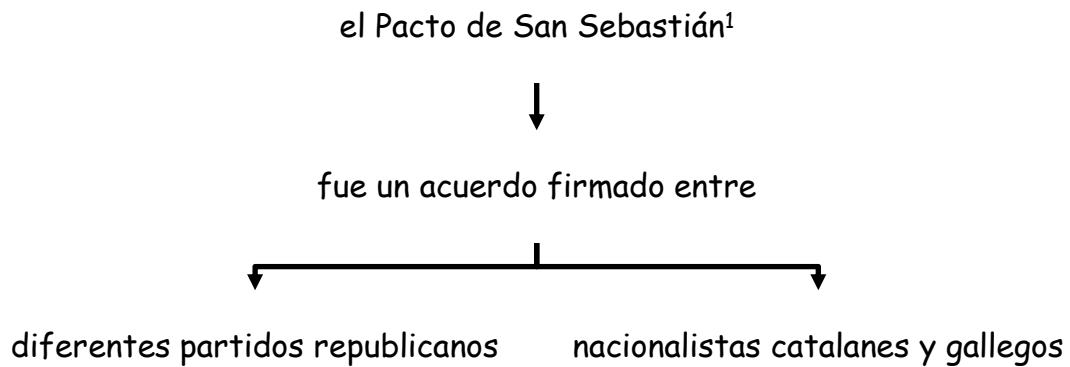 el Pacto de San Sebastián¹
fue un acuerdo firmado entre
diferentes partidos republicanos
nacionalistas catalanes y gallegos